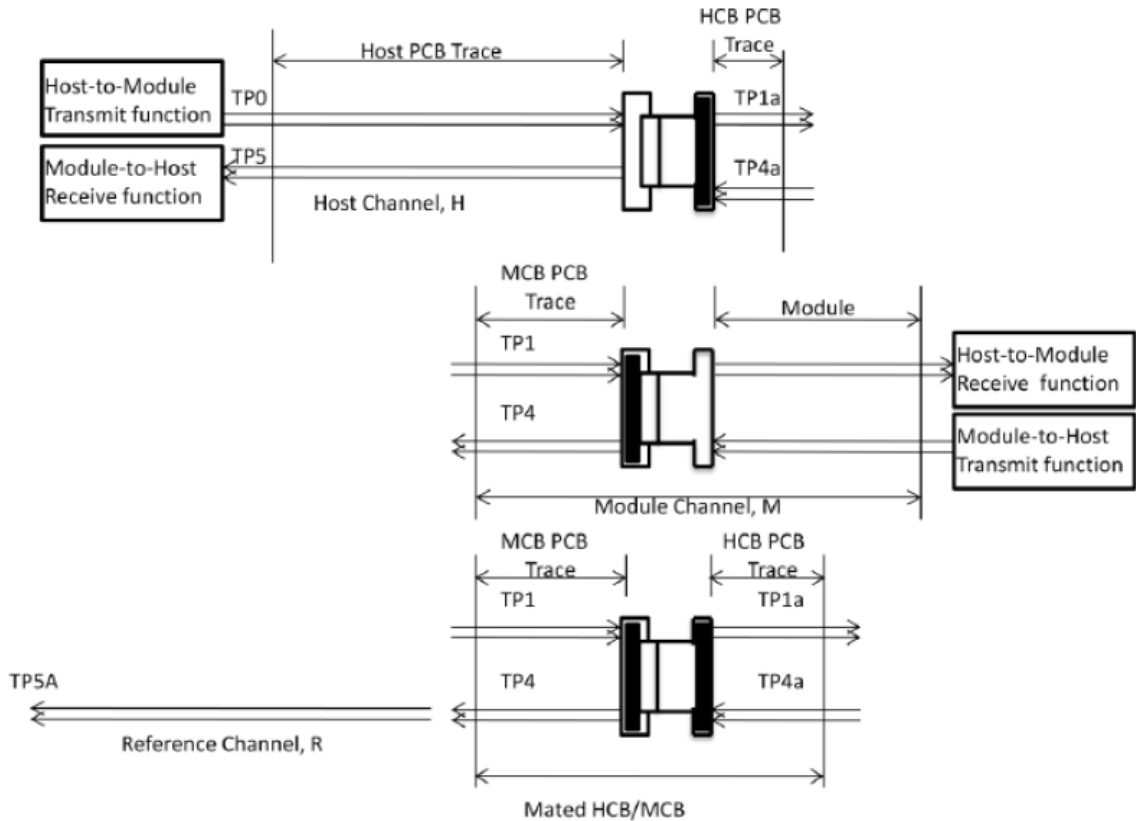 HCB PCB
Trace
Host PCB Trace
Host-to-Module
Transmit function
TP0
TP1a
Module-to-Host
Receive function
TP5
TP4a
Host Channel, H
MCB PCB
Trace
Module
TP1
Host-to-Module
Receive function
TP4
Module-to-Host
Transmit function
Module Channel, M
MCB PCB
Trace
HCB PCB
Trace
TP1
TP1a
TP5A
TP4
TP4a
Reference Channel, R
Mated HCB/MCB